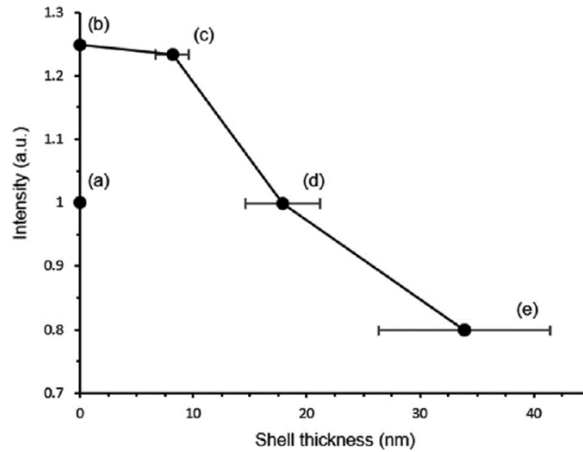 1.3
(b)
(c)
1.2
1.1
(a)
(d)
1
0.9
(e)
0.8
0.7
0 10 20 30 40
Intensity (a.u.)
Shell thickness (nm)